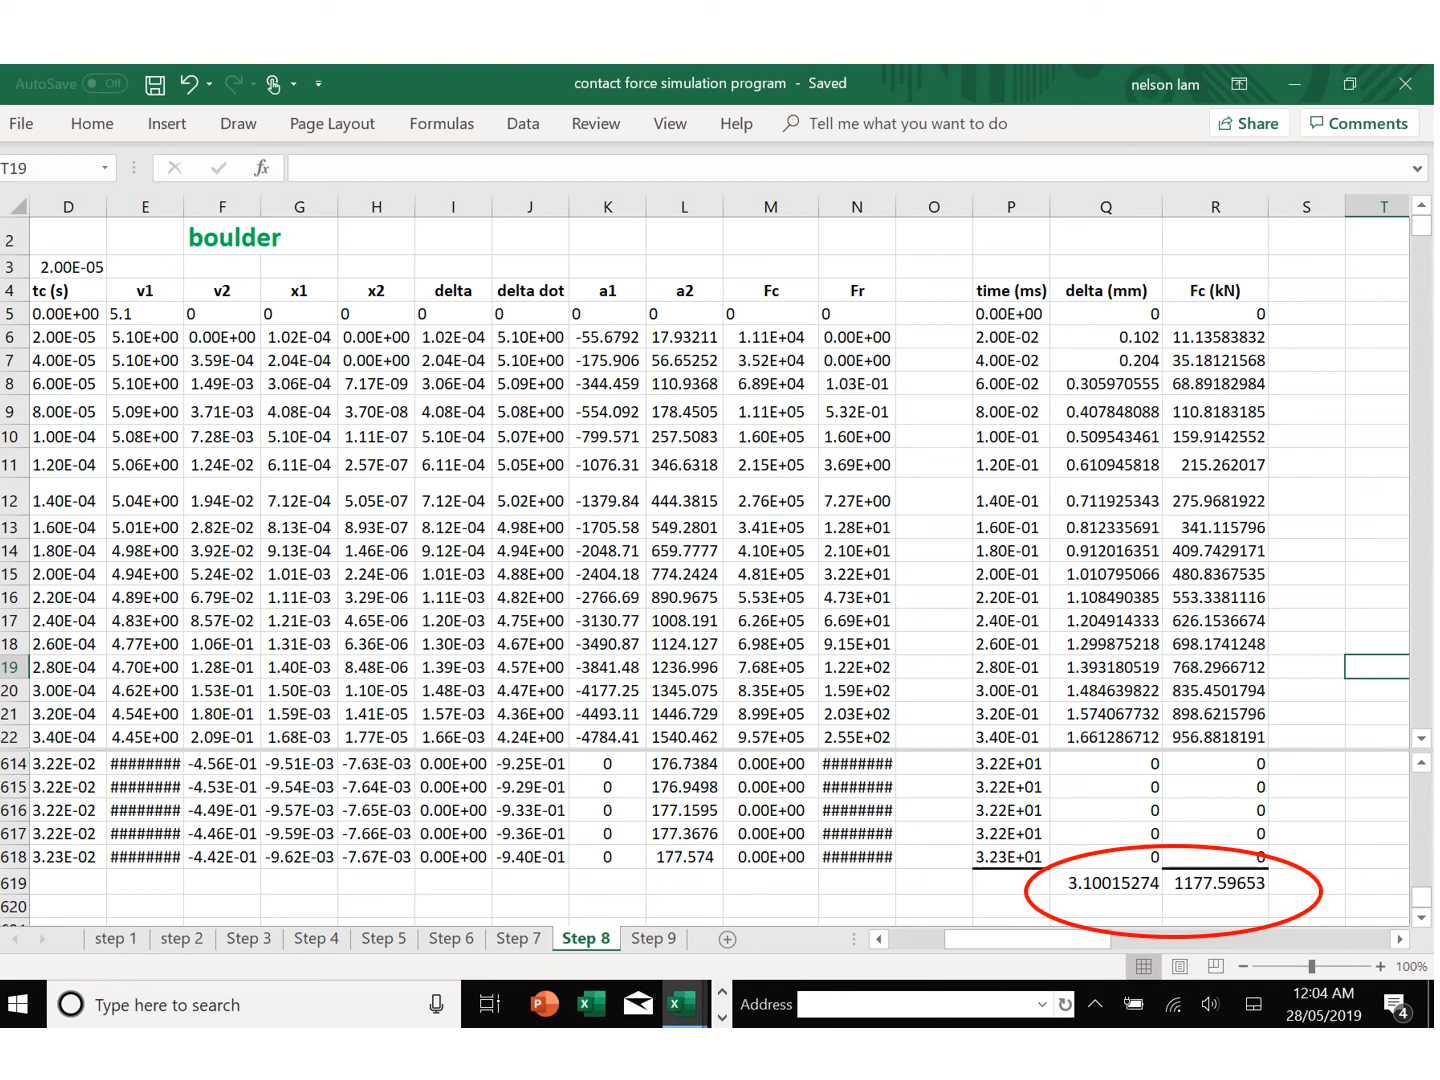 AutoSave Off contact force simulation program - Saved nelson lam
File Home Insert Draw Page Layout Formulas Data Review View Help Tell me what you want to do Share Comments
T19 fx
D E F G H I J K L M N O P Q R S T
2 boulder
3 2.00E-05
4 tc (s) v1 v2 x1 x2 delta delta dot a1 a2 Fc Fr time (ms) delta (mm) Fc (kN)
5 0.00E+00 5.1 0 0 0 0 0 0 0 0 0 0.00E+00 0 0
6 2.00E-05 5.10E+00 0.00E+00 1.02E-04 0.00E+00 1.02E-04 5.10E+00 -55.6792 17.93211 1.11E+04 0.00E+00 2.00E-02 0.102 11.13583832
7 4.00E-05 5.10E+00 3.59E-04 2.04E-04 0.00E+00 2.04E-04 5.10E+00 -175.906 56.65252 3.52E+04 0.00E+00 4.00E-02 0.204 35.18121568
8 6.00E-05 5.10E+00 1.49E-03 3.06E-04 7.17E-09 3.06E-04 5.09E+00 -344.459 110.9368 6.89E+04 1.03E-01 6.00E-02 0.305970555 68.89182984
9 8.00E-05 5.09E+00 3.71E-03 4.08E-04 3.70E-08 4.08E-04 5.08E+00 -554.092 178.4505 1.11E+05 5.32E-01 8.00E-02 0.407848088 110.8183185
10 1.00E-04 5.08E+00 7.28E-03 5.10E-04 1.11E-07 5.10E-04 5.07E+00 -799.571 257.5083 1.60E+05 1.60E+00 1.00E-01 0.509543461 159.9142552
11 1.20E-04 5.06E+00 1.24E-02 6.11E-04 2.57E-07 6.11E-04 5.05E+00 -1076.31 346.6318 2.15E+05 3.69E+00 1.20E-01 0.610945818 215.262017
12 1.40E-04 5.04E+00 1.94E-02 7.12E-04 5.05E-07 7.12E-04 5.02E+00 -1379.84 444.3815 2.76E+05 7.27E+00 1.40E-01 0.711925343 275.9681922
13 1.60E-04 5.01E+00 2.82E-02 8.13E-04 8.93E-07 8.12E-04 4.98E+00 -1705.58 549.2801 3.41E+05 1.28E+01 1.60E-01 0.812335691 341.115796
14 1.80E-04 4.98E+00 3.92E-02 9.13E-04 1.46E-06 9.12E-04 4.94E+00 -2048.71 659.7777 4.10E+05 2.10E+01 1.80E-01 0.912016351 409.7429171
15 2.00E-04 4.94E+00 5.24E-02 1.01E-03 2.24E-06 1.01E-03 4.88E+00 -2404.18 774.2424 4.81E+05 3.22E+01 2.00E-01 1.010795066 480.8367535
16 2.20E-04 4.89E+00 6.79E-02 1.11E-03 3.29E-06 1.11E-03 4.82E+00 -2766.69 890.9675 5.53E+05 4.73E+01 2.20E-01 1.108490385 553.3381116
17 2.40E-04 4.83E+00 8.57E-02 1.21E-03 4.65E-06 1.20E-03 4.75E+00 -3130.77 1008.191 6.26E+05 6.69E+01 2.40E-01 1.204914333 626.1536674
18 2.60E-04 4.77E+00 1.06E-01 1.31E-03 6.36E-06 1.30E-03 4.67E+00 -3490.87 1124.127 6.98E+05 9.15E+01 2.60E-01 1.299875218 698.1741248
19 2.80E-04 4.70E+00 1.28E-01 1.40E-03 8.48E-06 1.39E-03 4.57E+00 -3841.48 1236.996 7.68E+05 1.22E+02 2.80E-01 1.393180519 768.2966712
20 3.00E-04 4.62E+00 1.53E-01 1.50E-03 1.10E-05 1.48E-03 4.47E+00 -4177.25 1345.075 8.35E+05 1.59E+02 3.00E-01 1.484639822 835.4501794
21 3.20E-04 4.54E+00 1.80E-01 1.59E-03 1.41E-05 1.57E-03 4.36E+00 -4493.11 1446.729 8.99E+05 2.03E+02 3.20E-01 1.574067732 898.6215796
22 3.40E-04 4.45E+00 2.09E-01 1.68E-03 1.77E-05 1.66E-03 4.24E+00 -4784.41 1540.462 9.57E+05 2.55E+02 3.40E-01 1.661286712 956.8818191
614 3.22E-02 ######## -4.56E-01 -9.51E-03 -7.63E-03 0.00E+00 -9.25E-01 0 176.7384 0.00E+00 ######## 3.22E+01 0 0
615 3.22E-02 ######## -4.53E-01 -9.54E-03 -7.64E-03 0.00E+00 -9.29E-01 0 176.9498 0.00E+00 ######## 3.22E+01 0 0
616 3.22E-02 ######## -4.49E-01 -9.57E-03 -7.65E-03 0.00E+00 -9.33E-01 0 177.1595 0.00E+00 ######## 3.22E+01 0 0
617 3.22E-02 ######## -4.46E-01 -9.59E-03 -7.66E-03 0.00E+00 -9.36E-01 0 177.3676 0.00E+00 ######## 3.22E+01 0 0
618 3.23E-02 ######## -4.42E-01 -9.62E-03 -7.67E-03 0.00E+00 -9.40E-01 0 177.574 0.00E+00 ######## 3.23E+01 0 0
619 3.10015274 1177.59653
620
step 1 step 2 Step 3 Step 4 Step 5 Step 6 Step 7 Step 8 Step 9
100%
Type here to search Address 12:04 AM
28/05/2019 4